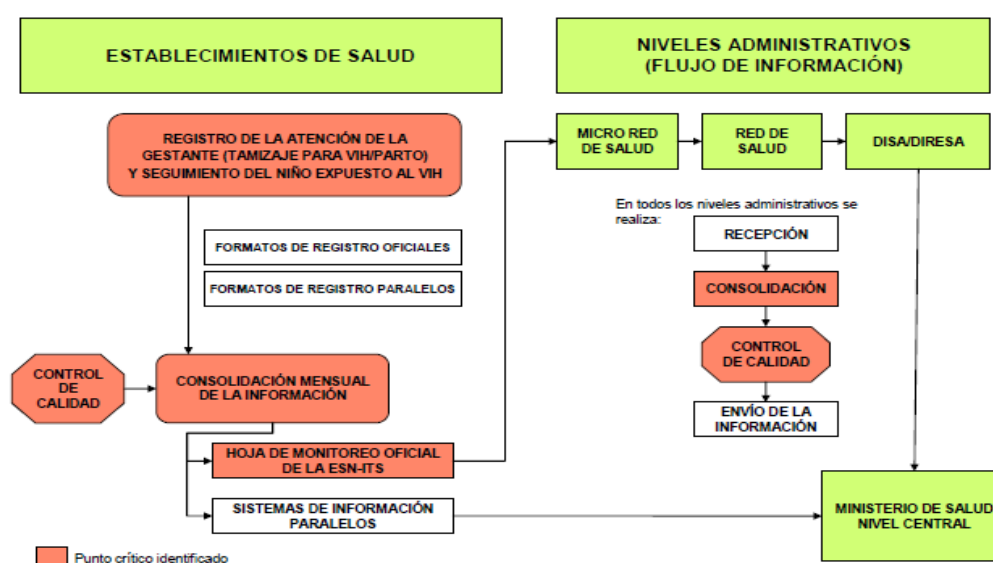 ESTABLECIMIENTOS DE SALUD
NIVELES ADMINISTRATIVOS
(FLUJO DE INFORMACIÓN)
REGISTRO DE LA ATENCIÓN DE LA
GESTANTE (TAMIZAJE PARA VIH/PARTO)
Y SEGUIMIENTO DEL NIÑO EXPUESTO AL VIH
FORMATOS DE REGISTRO OFICIALES
FORMATOS DE REGISTRO PARALELOS
CONTROL
DE
CALIDAD
CONSOLIDACIÓN MENSUAL
DE LA INFORMACIÓN
HOJA DE MONITOREO OFICIAL
DE LA ESN-ITS
SISTEMAS DE INFORMACIÓN
PARALELOS
Punto crítico identificado
MICRO RED
DE SALUD
RED DE
SALUD
DISA/DIRESA
En todos los niveles administrativos se
realiza:
RECEPCIÓN
CONSOLIDACIÓN
CONTROL
DE CALIDAD
ENVÍO DE LA
INFORMACIÓN
MINISTERIO DE SALUD
NIVEL CENTRAL